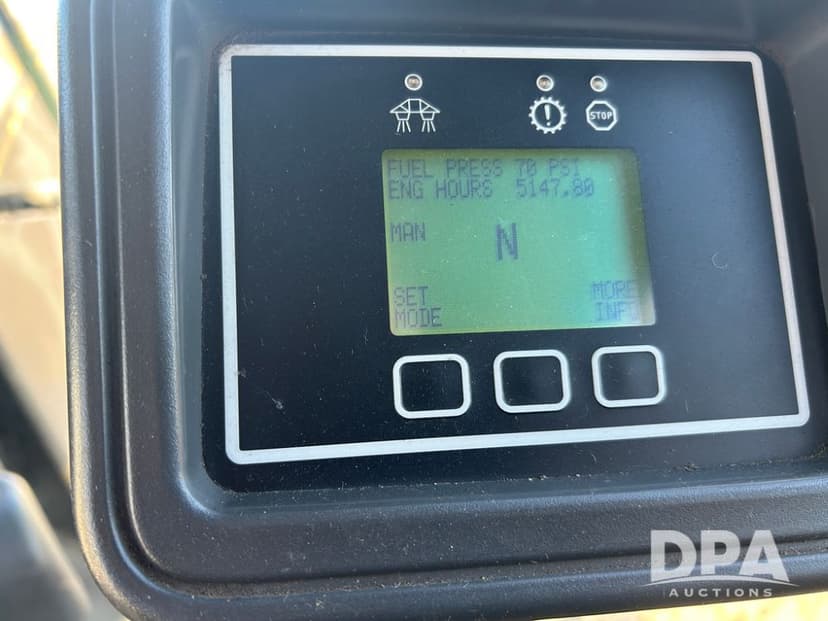 STOP
FUEL PRESS 70 PSI
ENG HOURS 5147.80
MAN N
SET MORE
MODE INFO
DPA
AUCTIONS